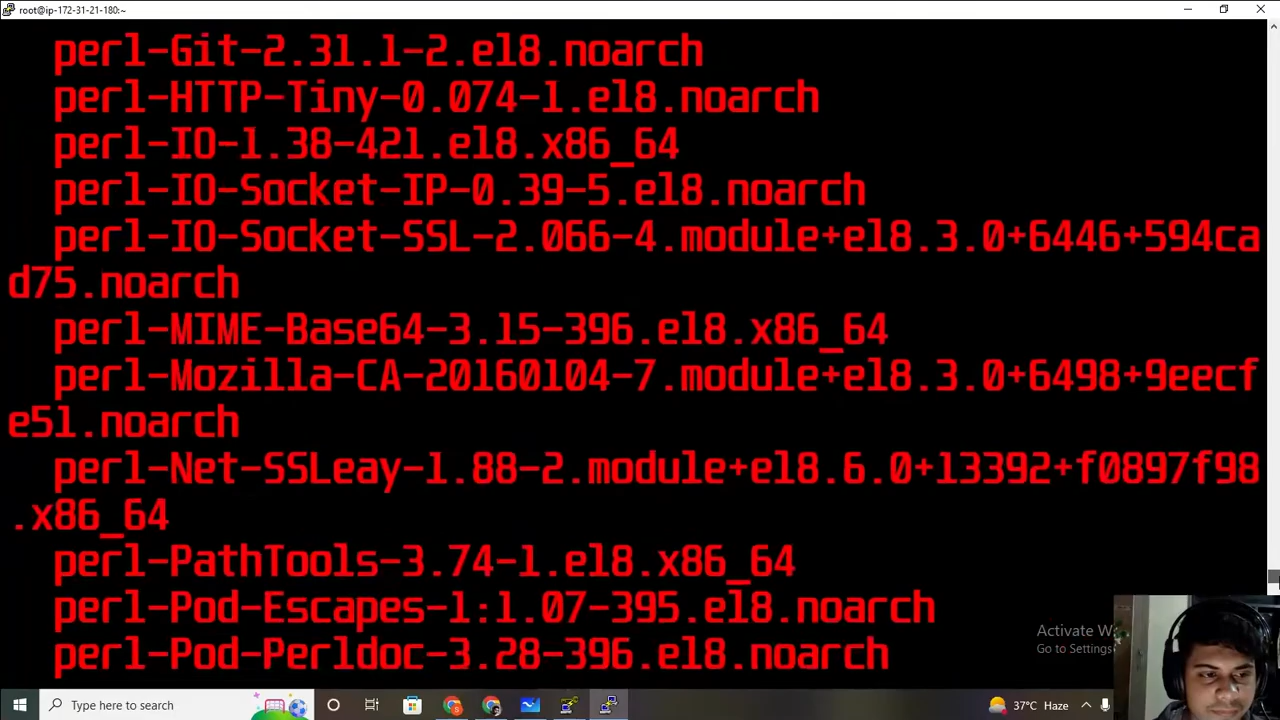 root@ip-172-31-21-180:~
perl-Git-2.31.1-2.el8.noarch
perl-HTTP-Tiny-0.074-1.el8.noarch
perl-IO-1.38-421.el8.x86_64
perl-IO-Socket-IP-0.39-5.el8.noarch
perl-IO-Socket-SSL-2.066-4.module+el8.3.0+6446+594ca
d75.noarch
perl-MIME-Base64-3.15-396.el8.x86_64
perl-Mozilla-CA-20160104-7.module+el8.3.0+6498+9eecf
e51.noarch
perl-Net-SSLeay-1.88-2.module+el8.6.0+13392+f0897f98
.x86_64
perl-PathTools-3.74-1.el8.x86_64
perl-Pod-Escapes-1:1.07-395.el8.noarch
perl-Pod-Perldoc-3.28-396.el8.noarch
Activate W
Go to Settings
Type here to search
37°C Haze